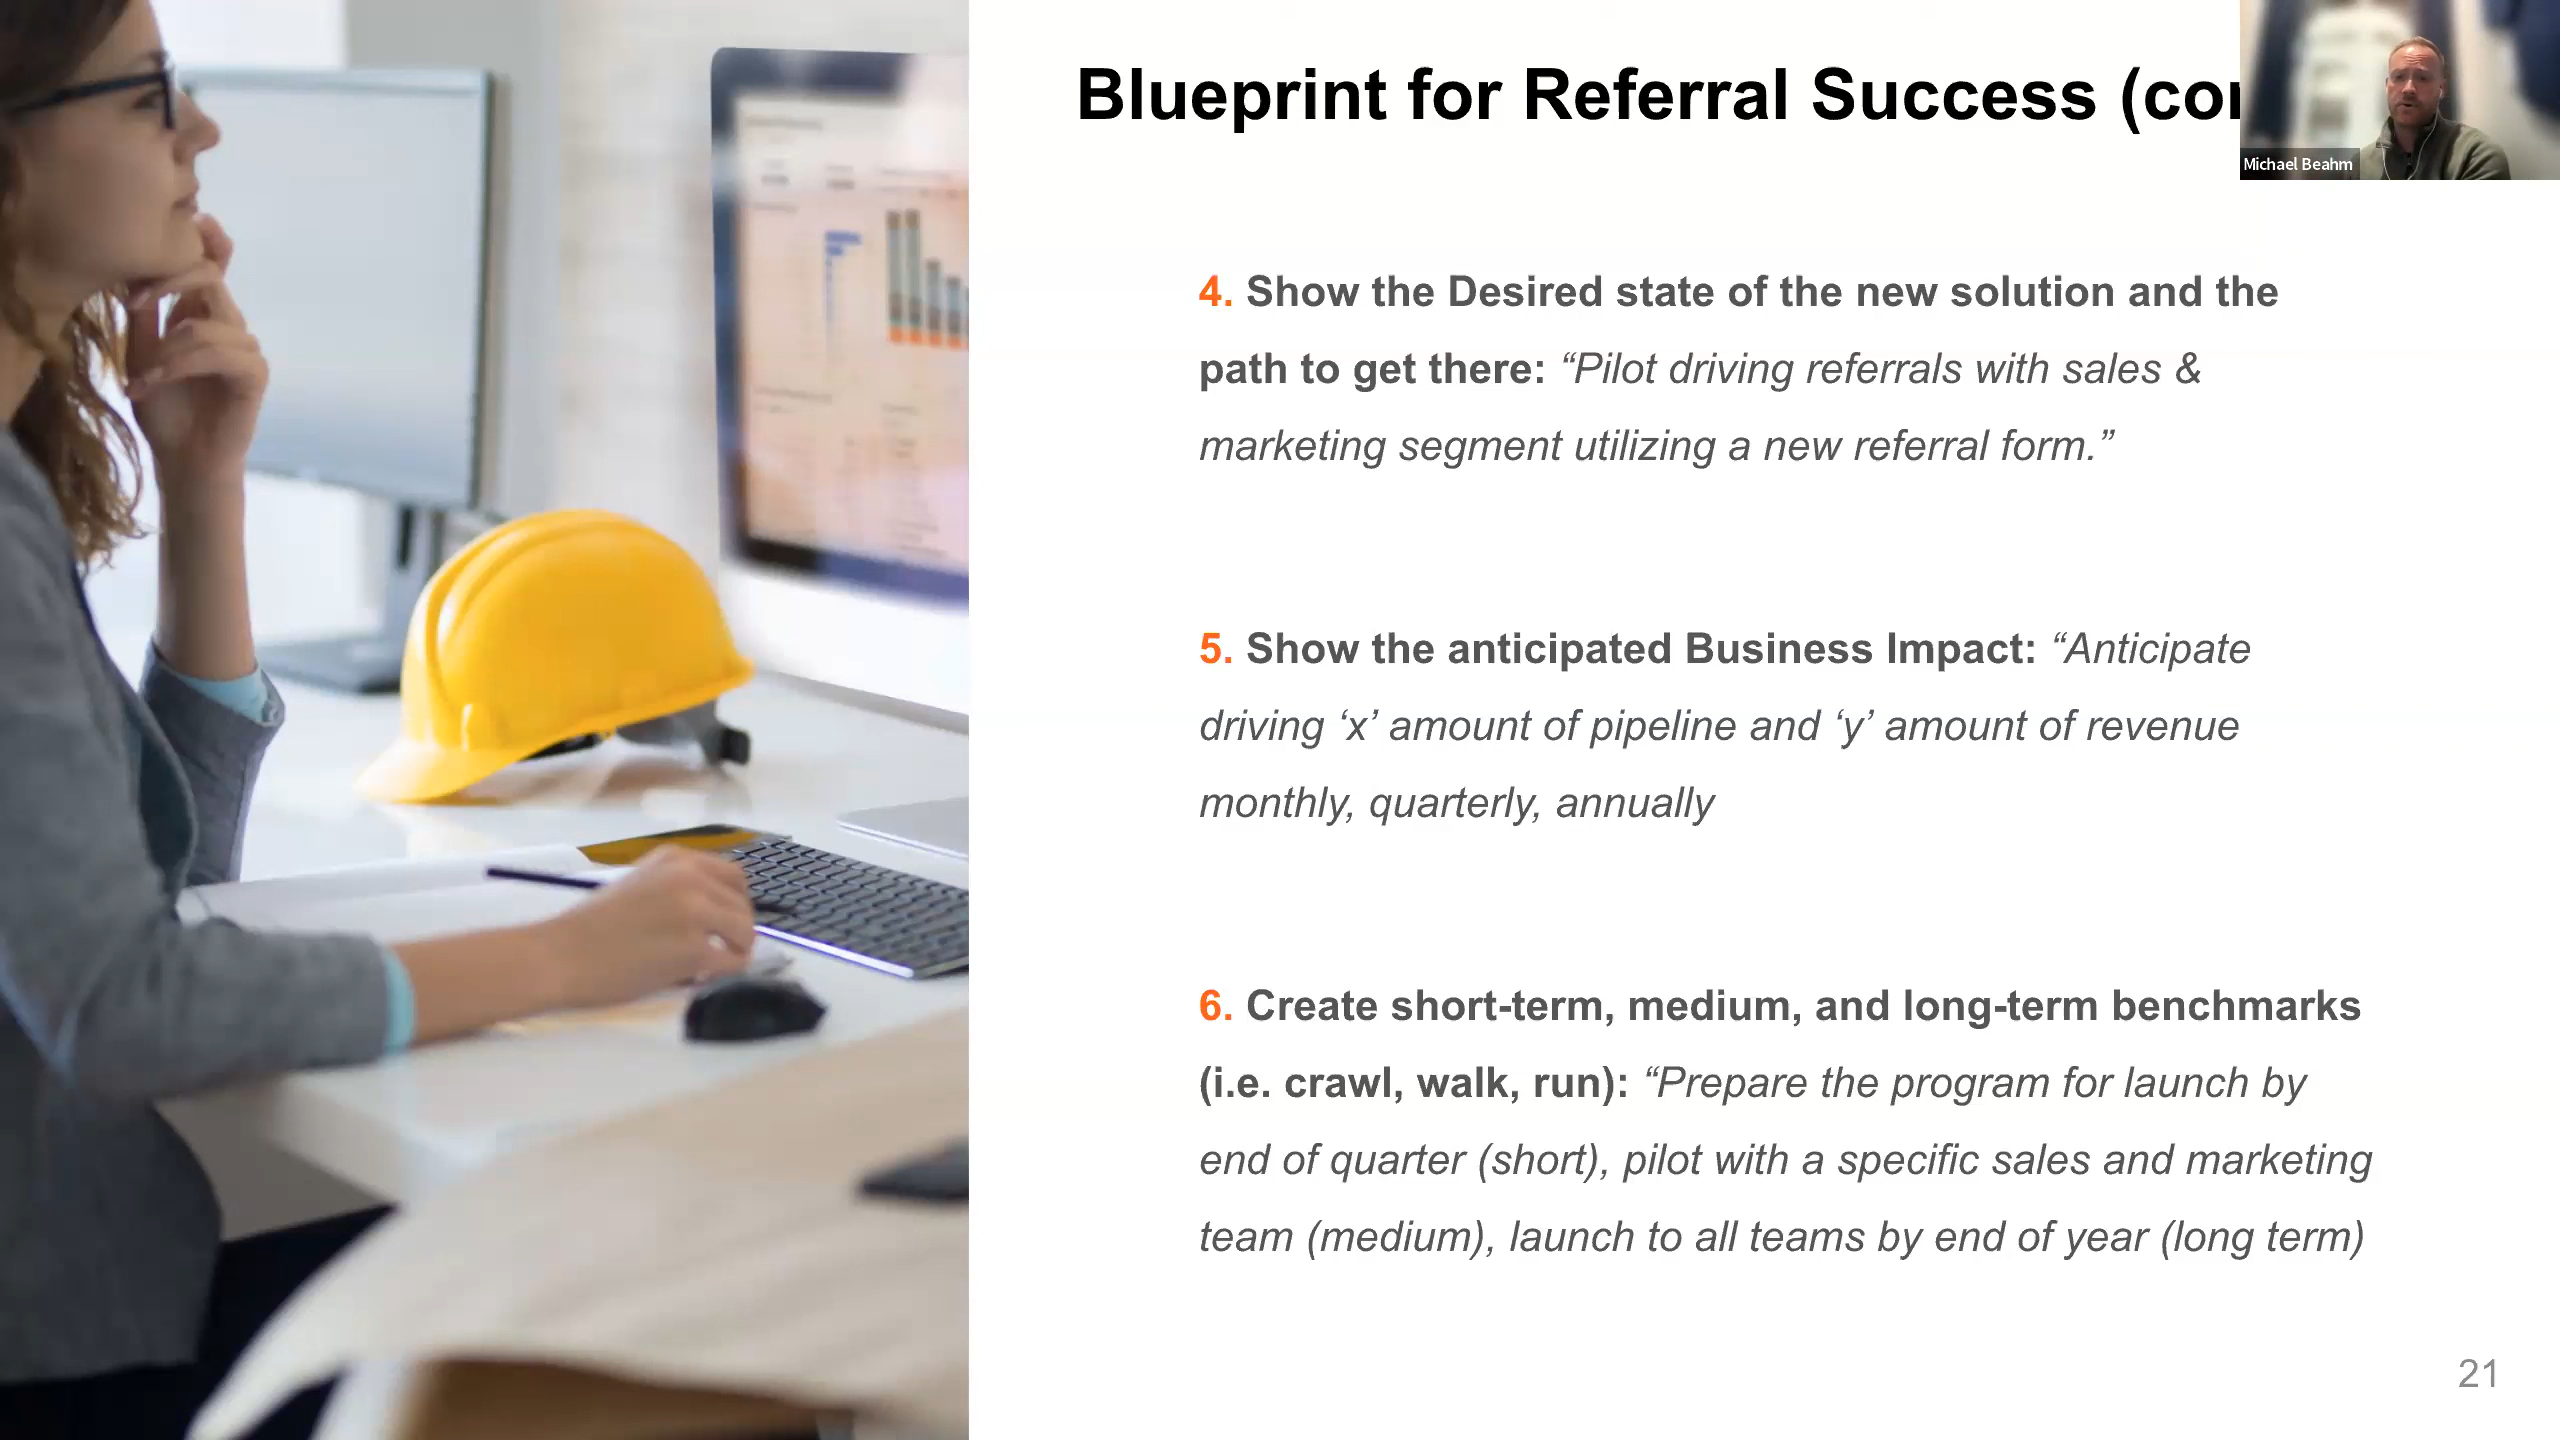 Blueprint for Referral Success (co
Michael Beahm
4. Show the Desired state of the new solution and the
path to get there: “Pilot driving referrals with sales &
marketing segment utilizing a new referral form.”
5. Show the anticipated Business Impact: “Anticipate
driving ‘x’ amount of pipeline and ‘y’ amount of revenue
monthly, quarterly, annually
6. Create short-term, medium, and long-term benchmarks
(i.e. crawl, walk, run): “Prepare the program for launch by
end of quarter (short), pilot with a specific sales and marketing
team (medium), launch to all teams by end of year (long term)
21